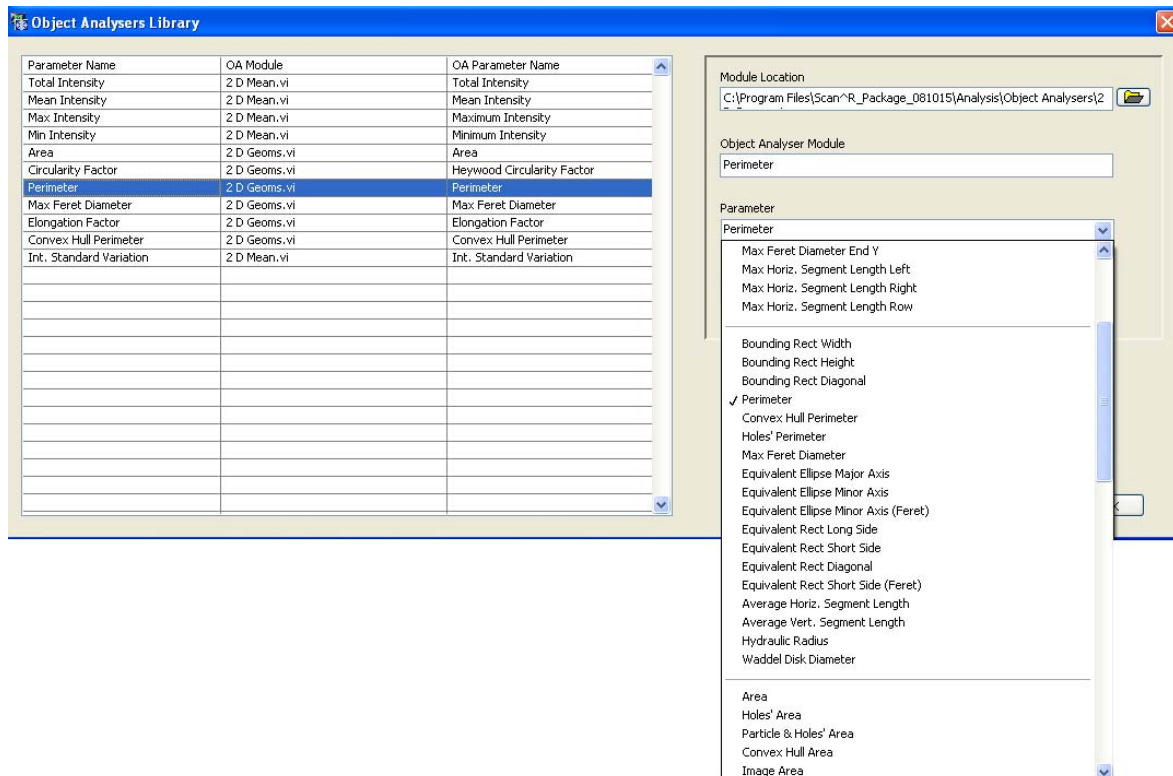 Object Analysers Library
Parameter Name OA Module OA Parameter Name
Total Intensity 2 D Mean.vi Total Intensity
Mean Intensity 2 D Mean.vi Mean Intensity
Max Intensity 2 D Mean.vi Maximum Intensity
Min Intensity 2 D Mean.vi Minimum Intensity
Area 2 D Geoms.vi Area
Circularity Factor 2 D Geoms.vi Heywood Circularity Factor
Perimeter 2 D Geoms.vi Perimeter
Max Feret Diameter 2 D Geoms.vi Max Feret Diameter
Elongation Factor 2 D Geoms.vi Elongation Factor
Convex Hull Perimeter 2 D Geoms.vi Convex Hull Perimeter
Int. Standard Variation 2 D Mean.vi Int. Standard Variation
Module Location
C:\Program Files\Scan^R_Package_081015\Analysis\Object Analysers\2
Object Analyser Module
Perimeter
Parameter
Perimeter
Max Feret Diameter End Y
Max Horiz. Segment Length Left
Max Horiz. Segment Length Right
Max Horiz. Segment Length Row
Bounding Rect Width
Bounding Rect Height
Bounding Rect Diagonal
✓ Perimeter
Convex Hull Perimeter
Holes' Perimeter
Max Feret Diameter
Equivalent Ellipse Major Axis
Equivalent Ellipse Minor Axis
Equivalent Ellipse Minor Axis (Feret)
Equivalent Rect Long Side
Equivalent Rect Short Side
Equivalent Rect Diagonal
Equivalent Rect Short Side (Feret)
Average Horiz. Segment Length
Average Vert. Segment Length
Hydraulic Radius
Waddel Disk Diameter
Area
Holes' Area
Particle & Holes' Area
Convex Hull Area
Image Area